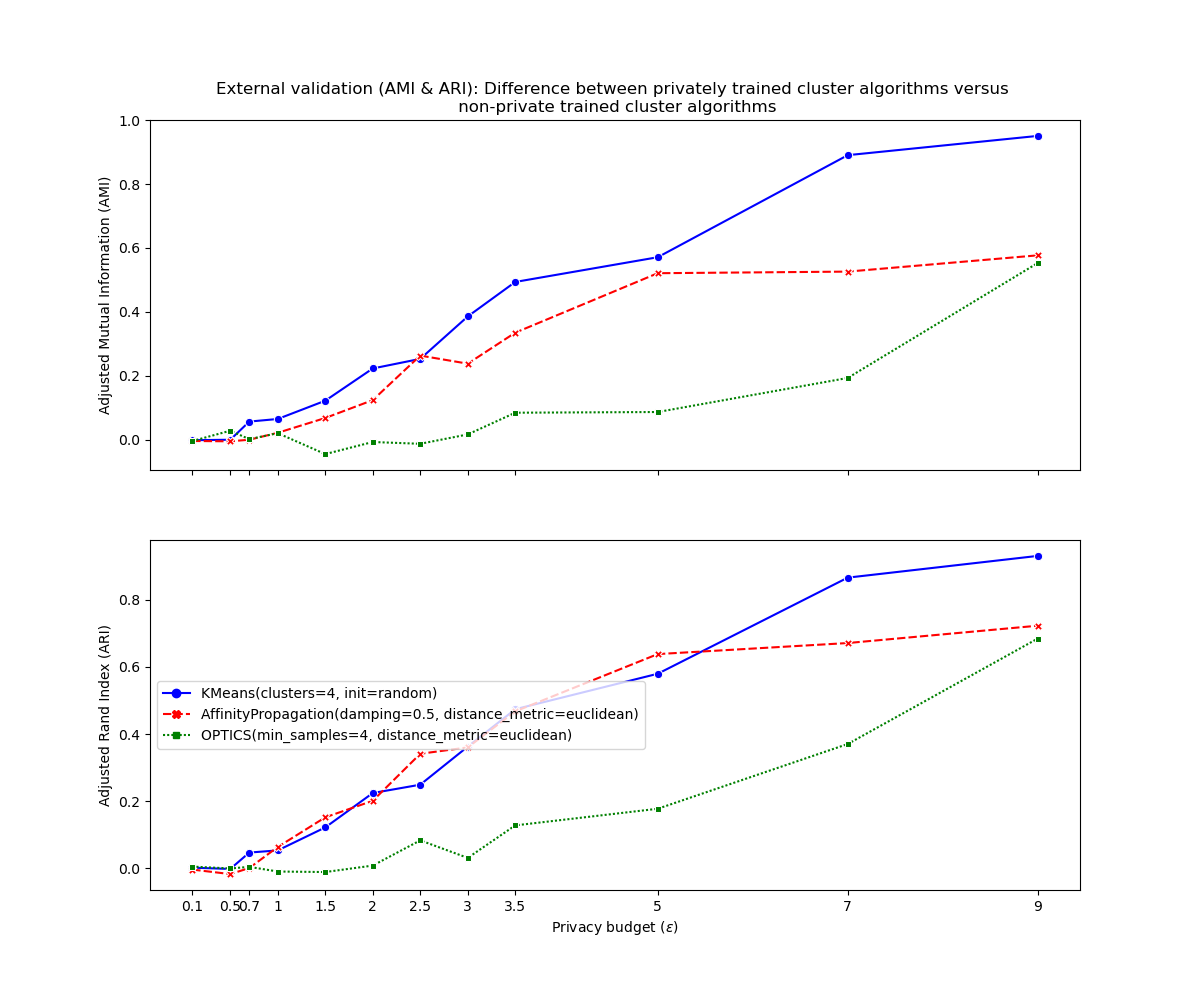 External validation (AMI & ARI): Difference between privately trained cluster algorithms versus
non-private trained cluster algorithms
1.0
0.8
0.6
0.4
0.2
0.0
Adjusted Mutual Information (AMI)
0.8
0.6
0.4
0.2
0.0
Adjusted Rand Index (ARI)
KMeans(clusters=4, init=random)
AffinityPropagation(damping=0.5, distance_metric=euclidean)
OPTICS(min_samples=4, distance_metric=euclidean)
0.1 0.5 0.7 1 1.5 2 2.5 3 3.5 5 7 9
Privacy budget (ε)